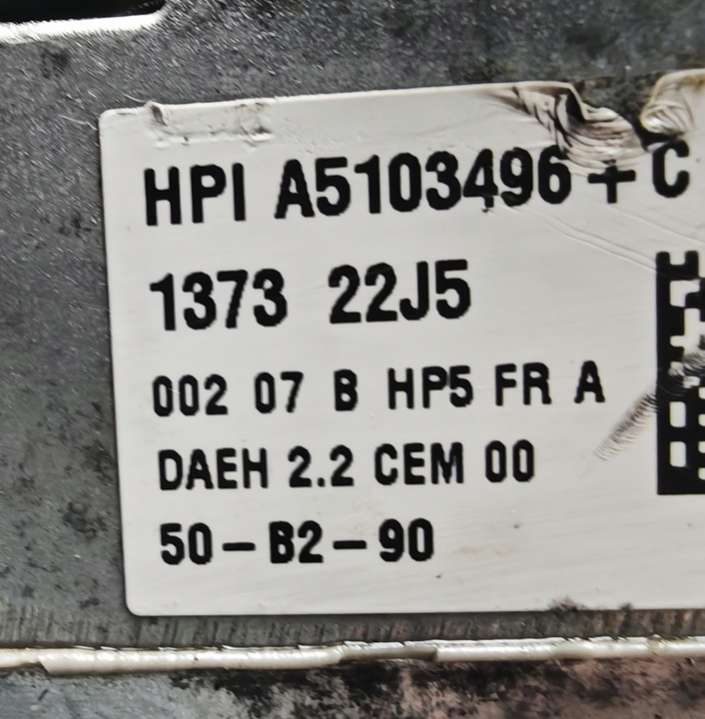 HPI A5103496+C
1373 22J5
002 07 B HP5 FR A
DAEH 2.2 CEM 00
50-B2-90